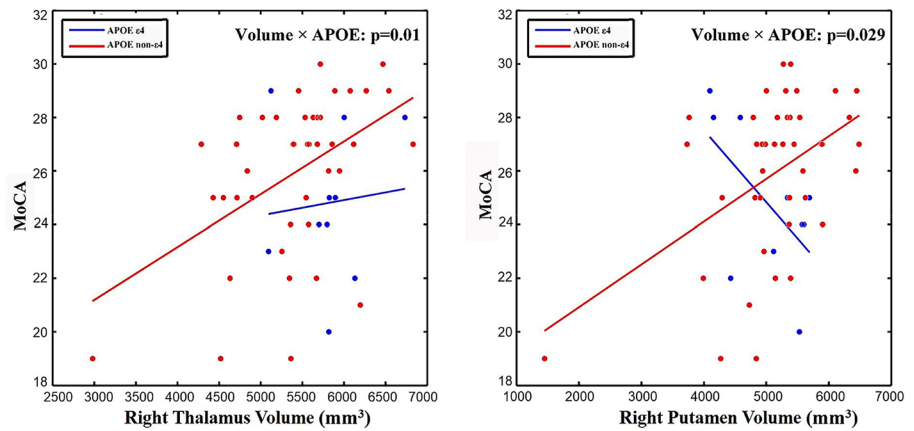 APOE ε4
APOE non-ε4
Volume × APOE: p=0.01
MoCA
32
30
28
26
24
22
20
18
2500 3000 3500 4000 4500 5000 5500 6000 6500 7000
Right Thalamus Volume (mm³)
APOE ε4
APOE non-ε4
Volume × APOE: p=0.029
MoCA
32
30
28
26
24
22
20
18
1000 2000 3000 4000 5000 6000 7000
Right Putamen Volume (mm³)